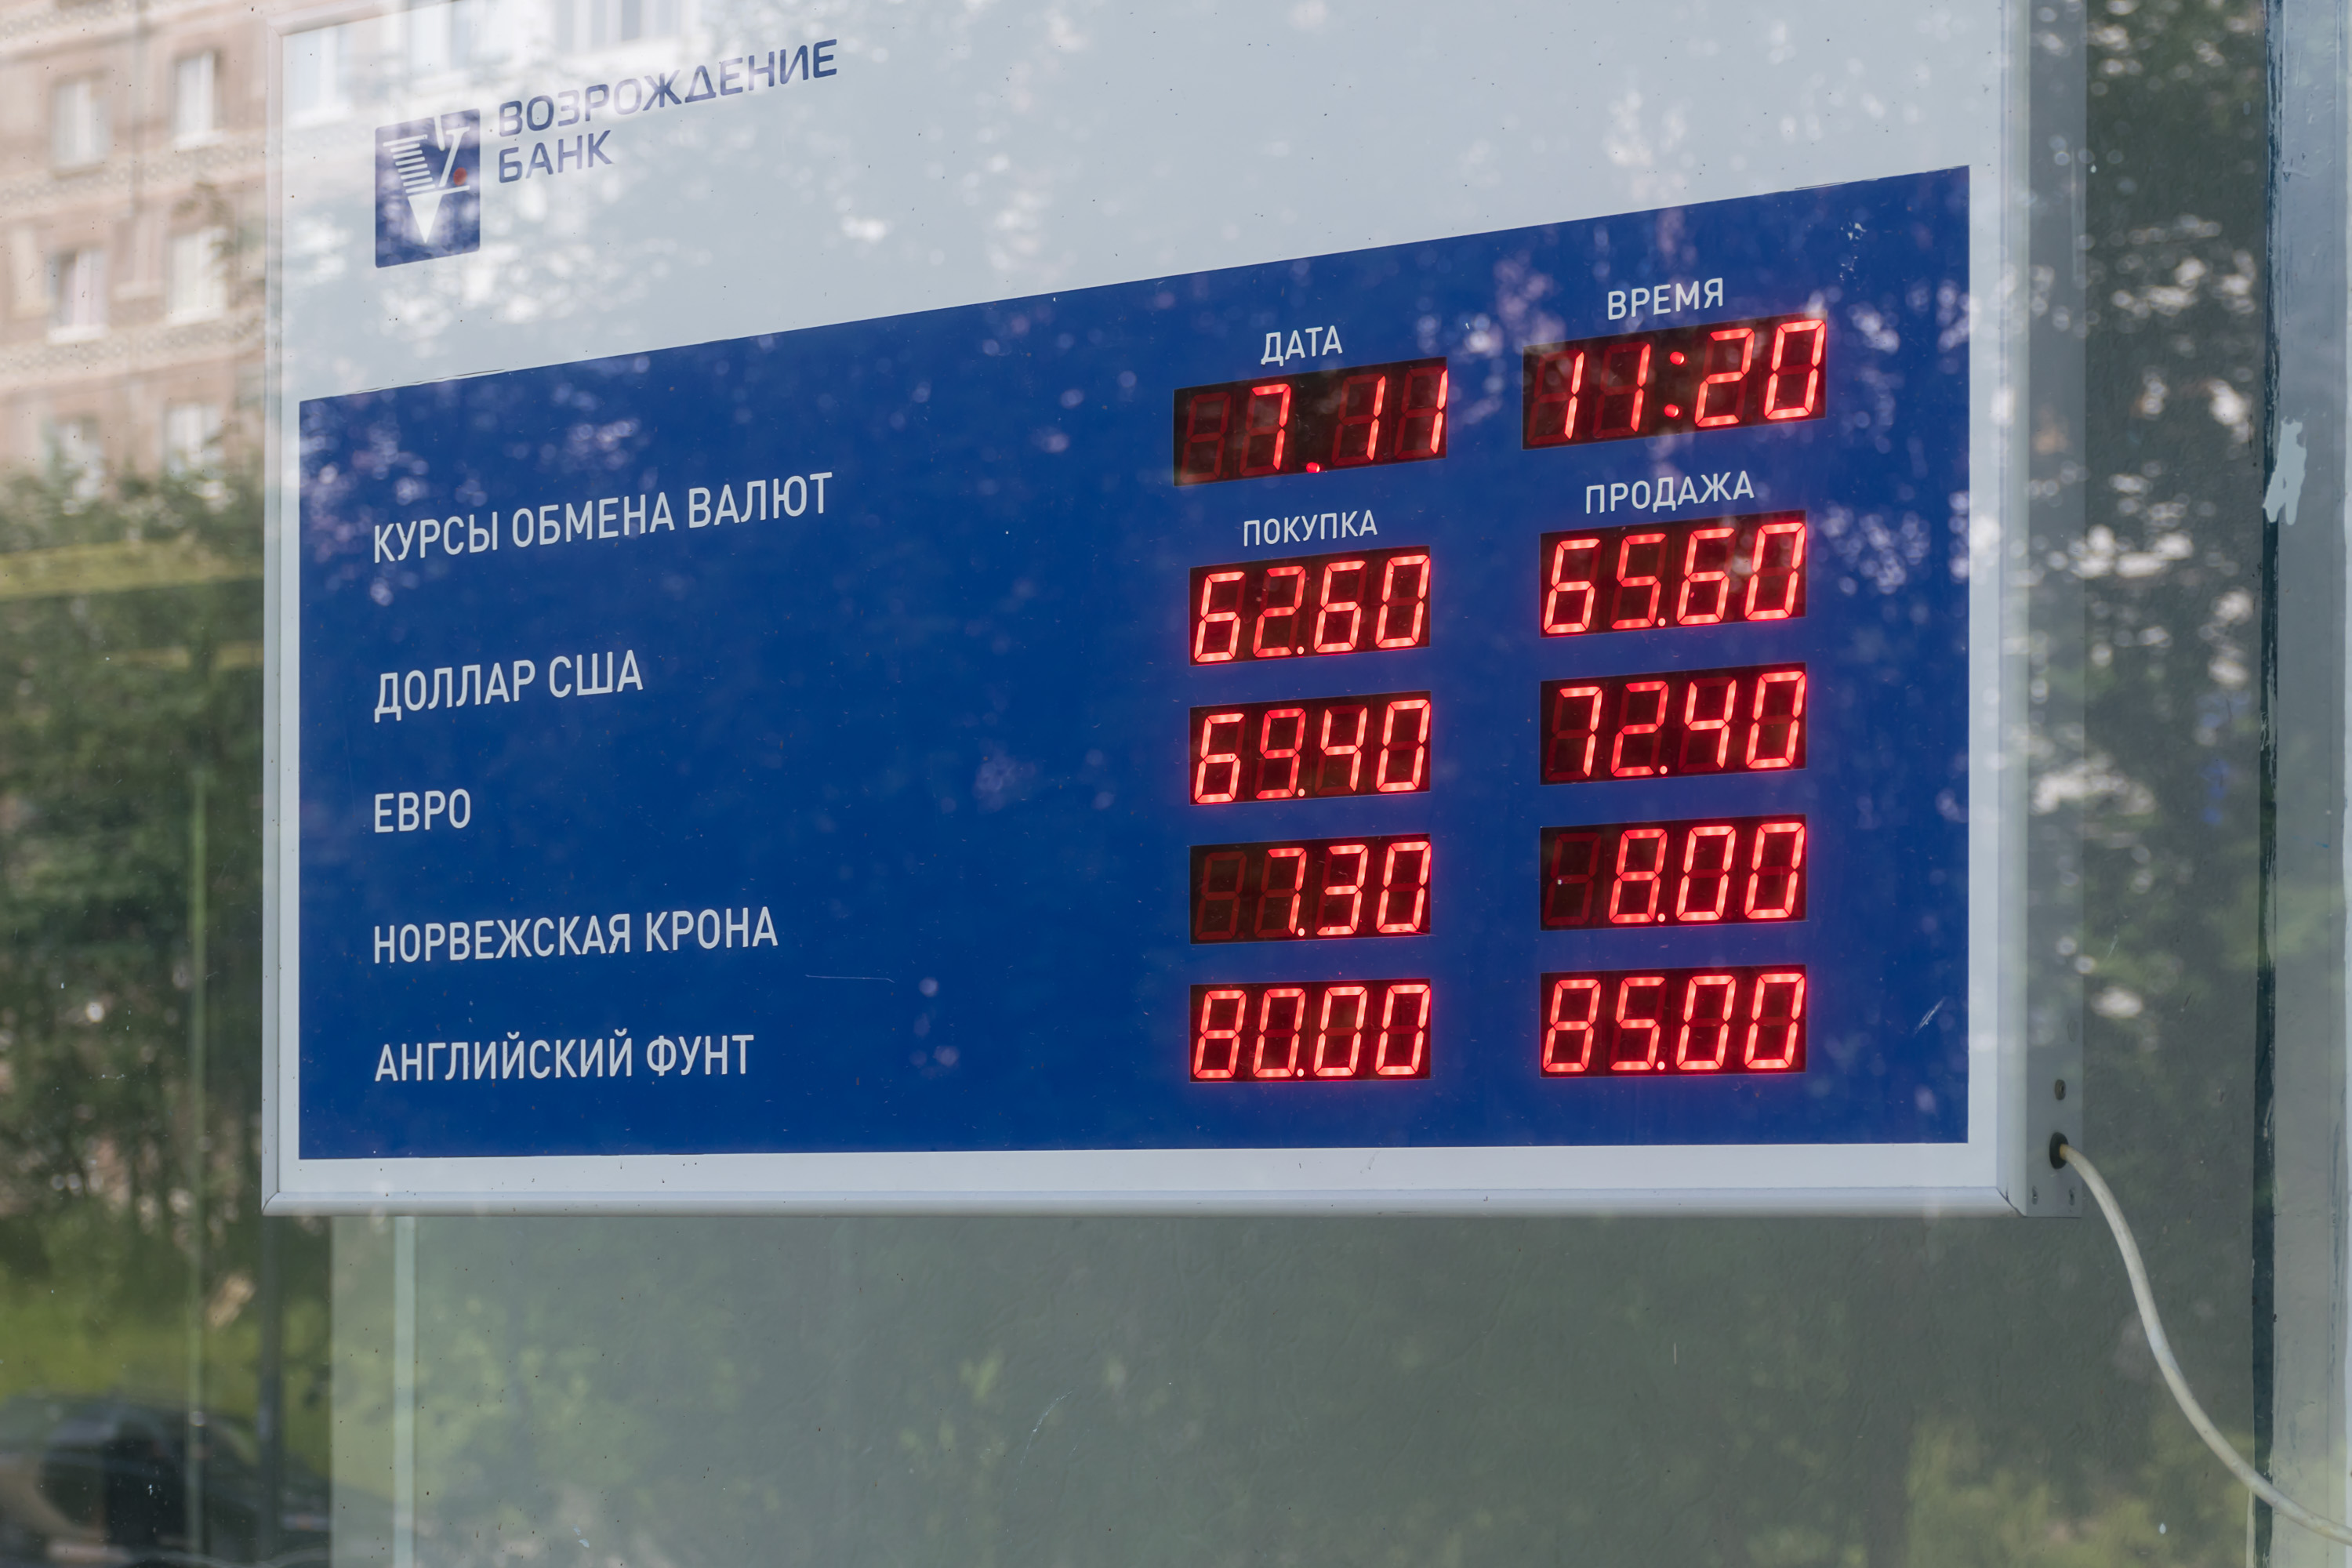 ВОЗРОЖДЕНИЕ
БАНК
ДАТА ВРЕМЯ
7.11 11:20
КУРСЫ ОБМЕНА ВАЛЮТ ПОКУПКА ПРОДАЖА
ДОЛЛАР США 62.60 65.60
ЕВРО 69.40 72.40
НОРВЕЖСКАЯ КРОНА 7.30 8.00
АНГЛИЙСКИЙ ФУНТ 80.00 85.00